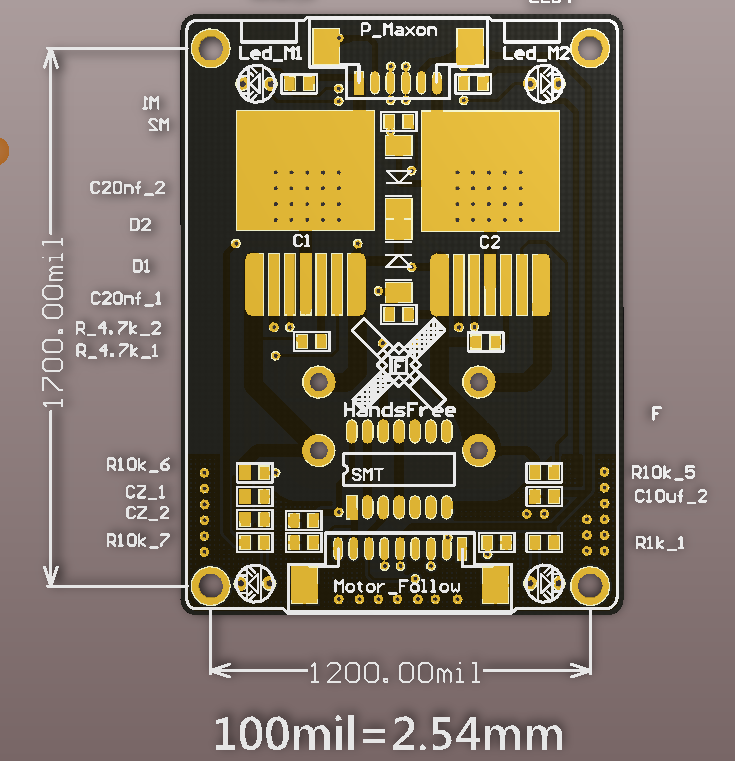 P_Maxon
Led_M1
Led_M2
M1
M2
C20nf_2
D2
C1
C2
D1
C20nf_1
R_4.7k_2
R_4.7k_1
1700.00mil
F
HandsFree
F
R10k_6
SMT
R10k_5
CZ_1
C10uf_2
CZ_2
R10k_7
R1k_1
Motor_Follow
1200.00mil
100mil=2.54mm